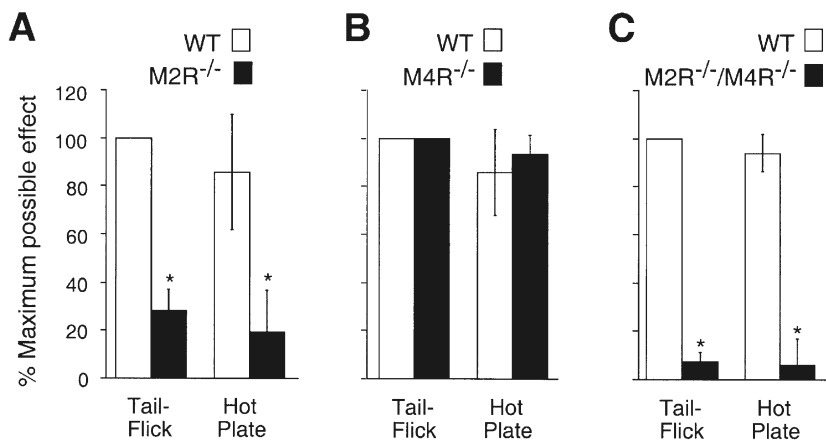 A
WT
M2R-/-
B
WT
M4R-/-
C
WT
M2R-/-/M4R-/-
% Maximum possible effect
120
100
80
60
40
20
0
*
*
*
*
Tail-
Flick
Hot
Plate
Tail-
Flick
Hot
Plate
Tail-
Flick
Hot
Plate